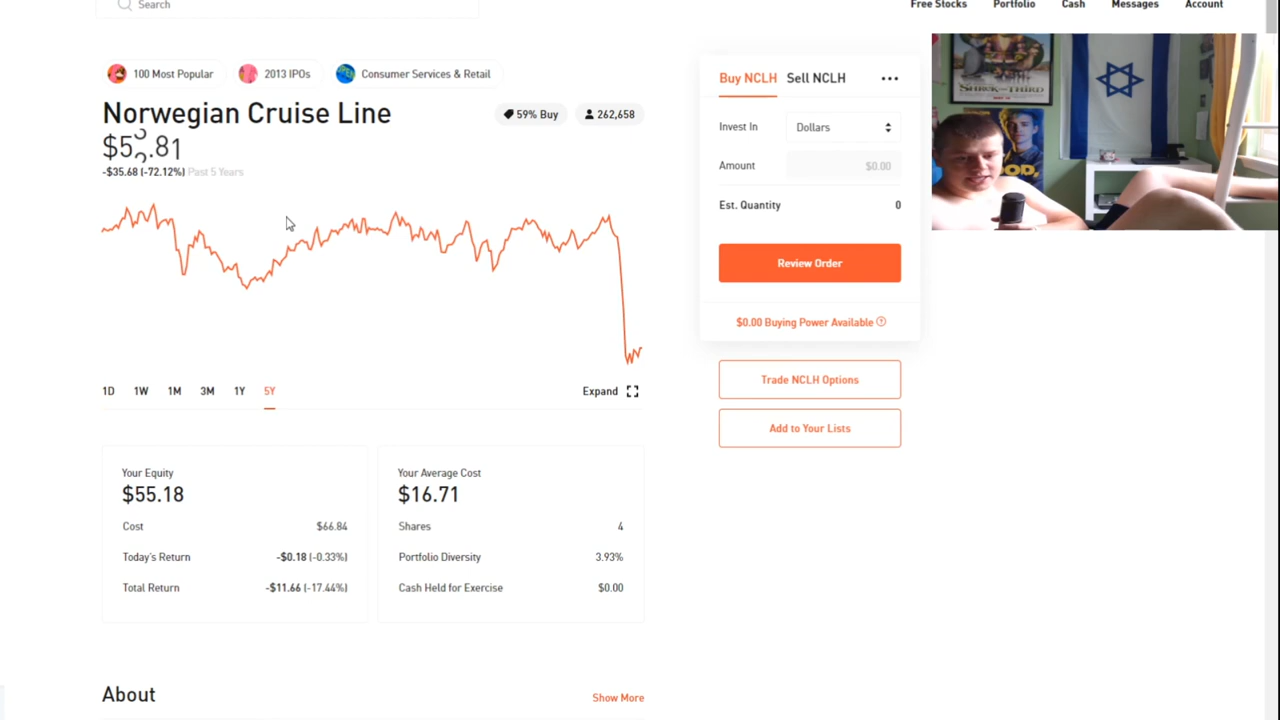 Search
Free Stocks Portfolio Cash Messages Account
100 Most Popular 2013 IPOs Consumer Services & Retail
Norwegian Cruise Line
59% Buy 262,658
-$35.68 (-72.12%) Past 5 Years
1D 1W 1M 3M 1Y 5Y
Expand
Your Equity
$55.18
Cost $66.84
Today's Return -$0.18 (-0.33%)
Total Return -$11.66 (-17.44%)
Your Average Cost
$16.71
Shares 4
Portfolio Diversity 3.93%
Cash Held for Exercise $0.00
About
Show More
Buy NCLH Sell NCLH
Invest In Dollars
Amount $0.00
Est. Quantity 0
Review Order
$0.00 Buying Power Available
Trade NCLH Options
Add to Your Lists
SHREK THE THIRD